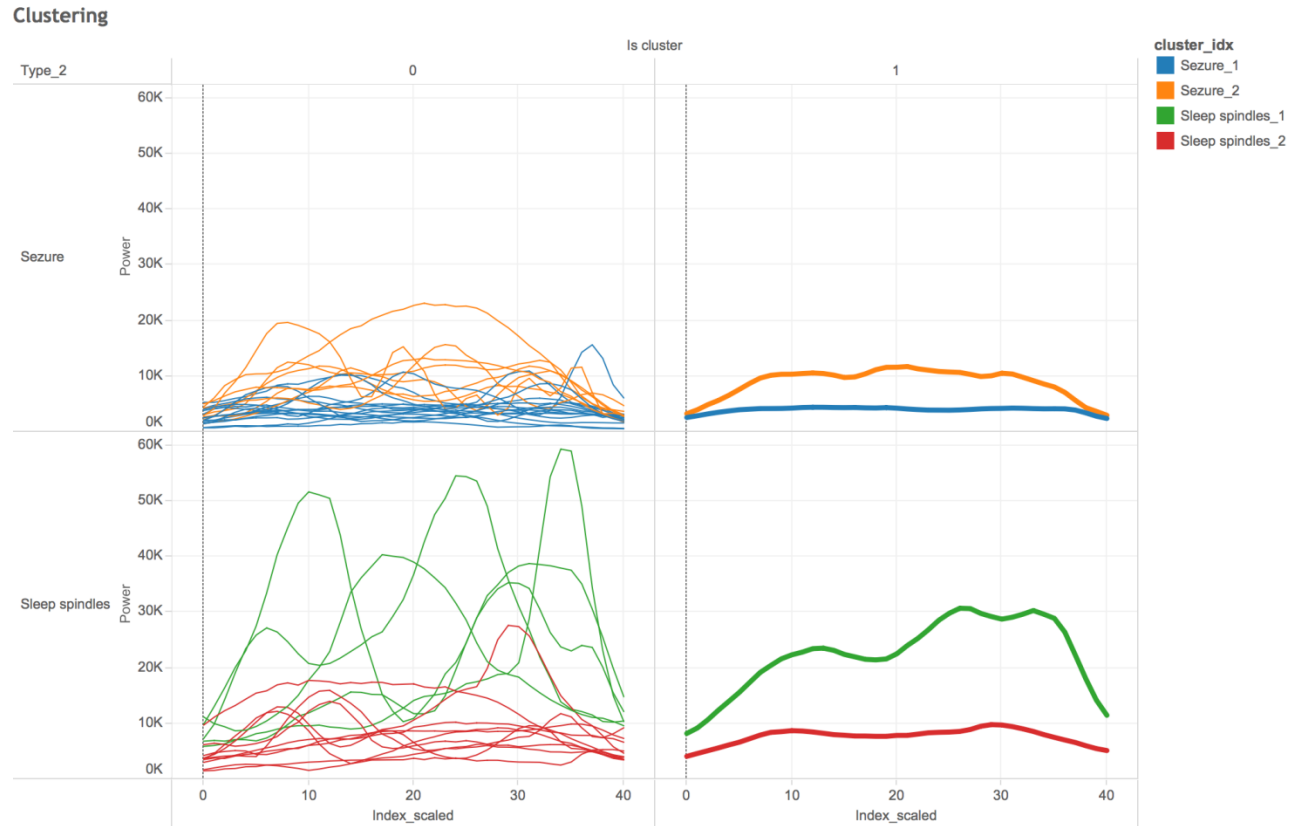 Clustering
Is cluster
Type_2
0
1
cluster_idx
Sezure_1
Sezure_2
Sleep spindles_1
Sleep spindles_2
Sezure
Power
60K
50K
40K
30K
20K
10K
0K
Sleep spindles
Power
60K
50K
40K
30K
20K
10K
0K
0 10 20 30 40
Index_scaled
0 10 20 30 40
Index_scaled